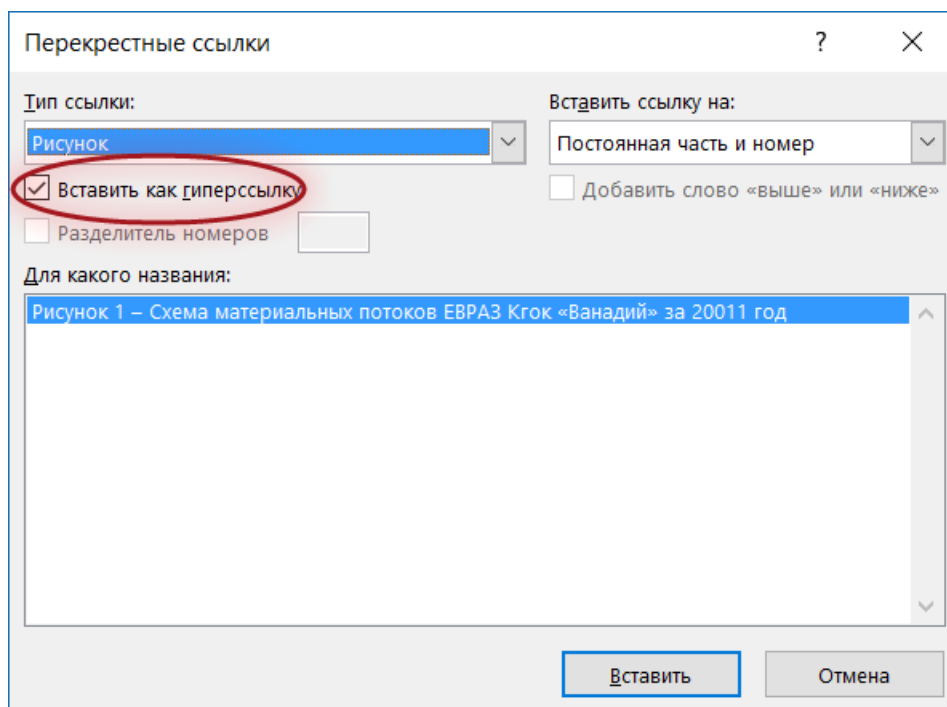 Перекрестные ссылки ?
Тип ссылки: Вставить ссылку на:
Рисунок Постоянная часть и номер
Вставить как гиперссылку Добавить слово «выше» или «ниже»
Разделитель номеров
Для какого названия:
Рисунок 1 – Схема материальных потоков ЕВРАЗ Кгок «Ванадий» за 20011 год
Вставить Отмена